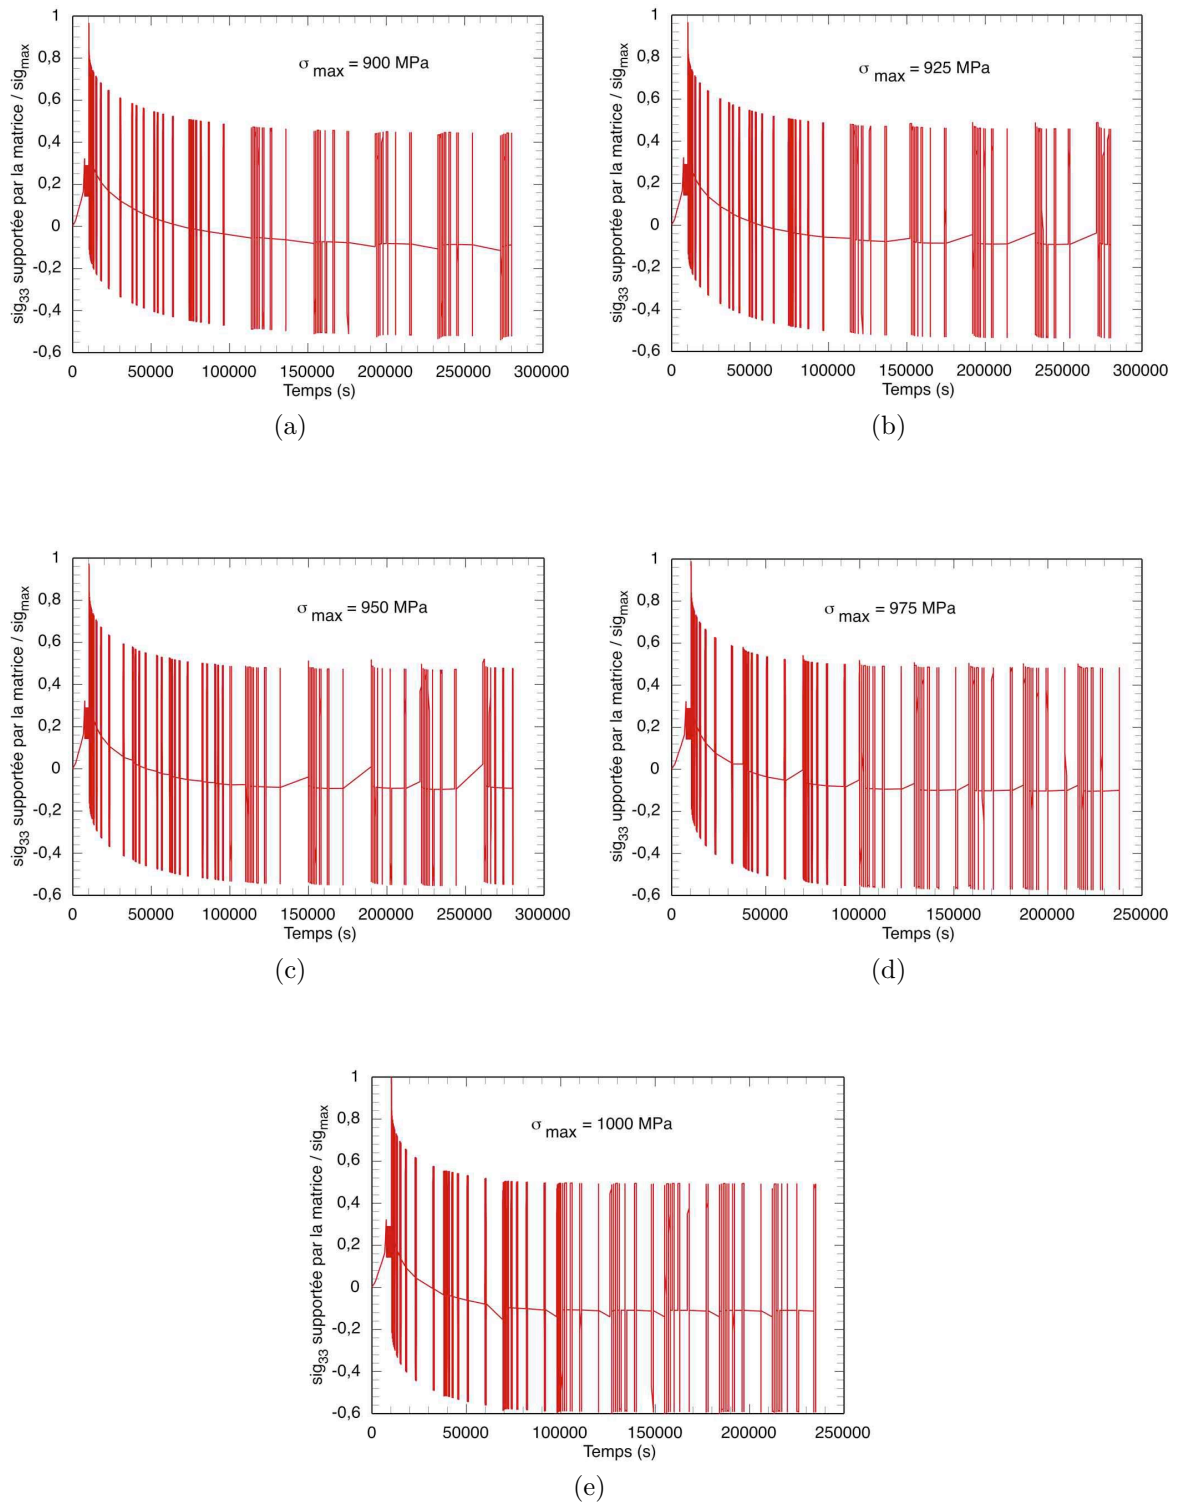 sig33 supportée par la matrice / sigmax
1
0,8
0,6
0,4
0,2
0
-0,2
-0,4
-0,6
σ max = 900 MPa
0 50000 100000 150000 200000 250000 300000
Temps (s)
(a)
sig33 supportée par la matrice / sigmax
1
0,8
0,6
0,4
0,2
0
-0,2
-0,4
-0,6
σ max = 925 MPa
0 50000 100000 150000 200000 250000 300000
Temps (s)
(b)
sig33 supportée par la matrice / sigmax
1
0,8
0,6
0,4
0,2
0
-0,2
-0,4
-0,6
σ max = 950 MPa
0 50000 100000 150000 200000 250000 300000
Temps (s)
(c)
sig33 upportée par la matrice / sigmax
1
0,8
0,6
0,4
0,2
0
-0,2
-0,4
-0,6
σ max = 975 MPa
0 50000 100000 150000 200000 250000
Temps (s)
(d)
sig33 supportée par la matrice / sigmax
1
0,8
0,6
0,4
0,2
0
-0,2
-0,4
-0,6
σ max = 1000 MPa
0 50000 100000 150000 200000 250000
Temps (s)
(e)